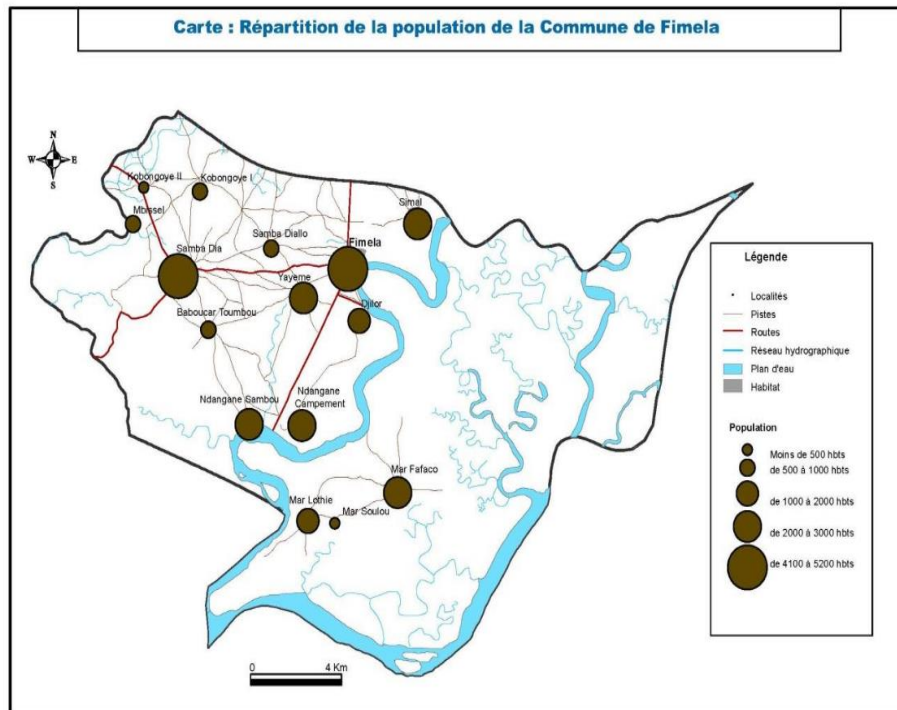 Carte : Répartition de la population de la Commune de Fimela
N
W E
S
Kobongoye II
Kobongoye I
Mbissel
Simal
Samba Diallo
Fimela
Samba Dia
Yayeme
Djilor
Baboucar Toumbou
Ndangane Sambou
Ndangane
Campement
Mar Fafaco
Mar Lothie
Mar Soulou
0 4 Km
Légende
Localités
Pistes
Routes
Réseau hydrographique
Plan d'eau
Habitat
Population
Moins de 500 hbts
de 500 à 1000 hbts
de 1000 à 2000 hbts
de 2000 à 3000 hbts
de 4100 à 5200 hbts